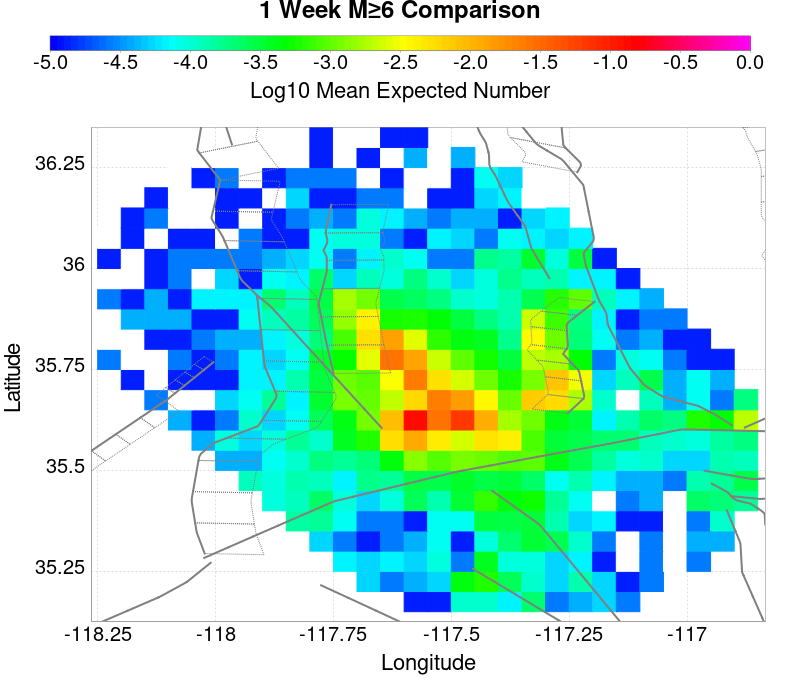 1 Week M≥6 Comparison
-5.0 -4.5 -4.0 -3.5 -3.0 -2.5 -2.0 -1.5 -1.0 -0.5 0.0
Log10 Mean Expected Number
36.25
36
35.75
35.5
35.25
Latitude
-118.25 -118 -117.75 -117.5 -117.25 -117
Longitude